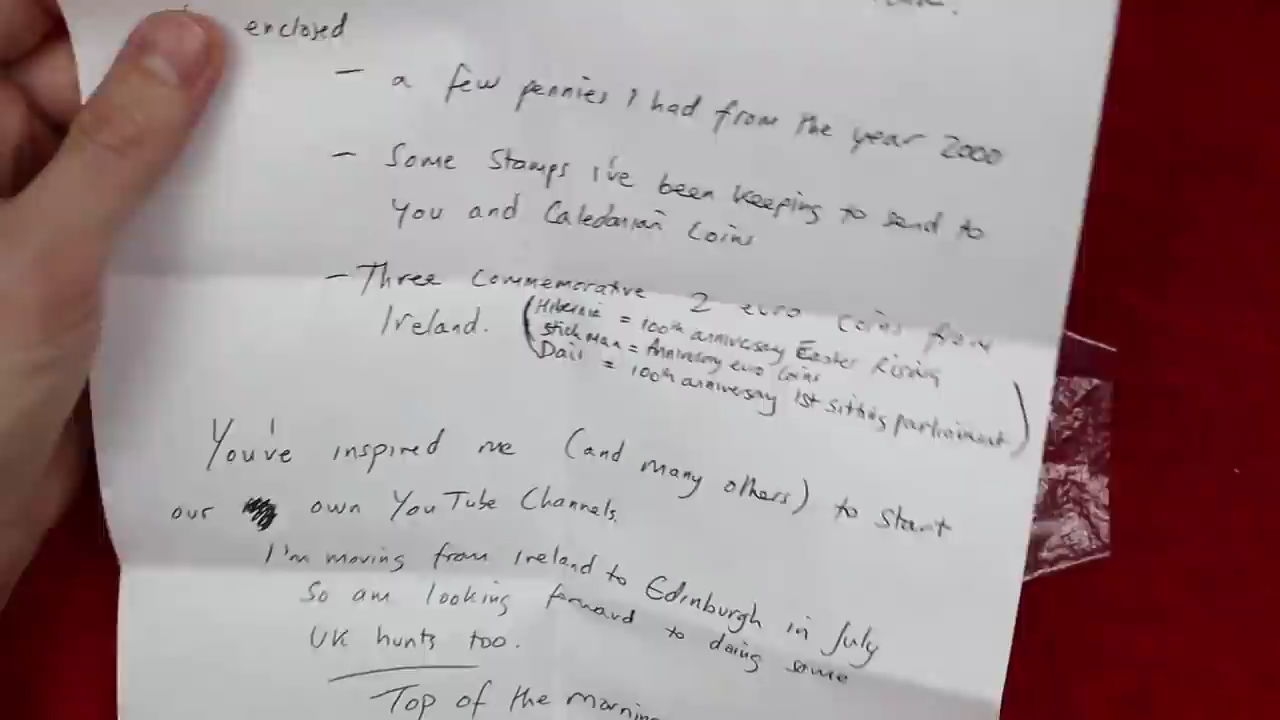 enclosed
- a few pennies I had from the year 2000
- Some Stamps I've been keeping to send to
you and Caledonian Coins
- Three Commemorative 2 euro coins from
Ireland.
(Hibernia = 100th anniversary Easter Rising
Stickman = Anniversary euro coins
Dail = 100th anniversary 1st sitting parliament)
You've inspired me (and many others) to start
our own YouTube Channels.
I'm moving from Ireland to Edinburgh in July
So am looking forward to doing some
UK hunts too.
Top of the morning